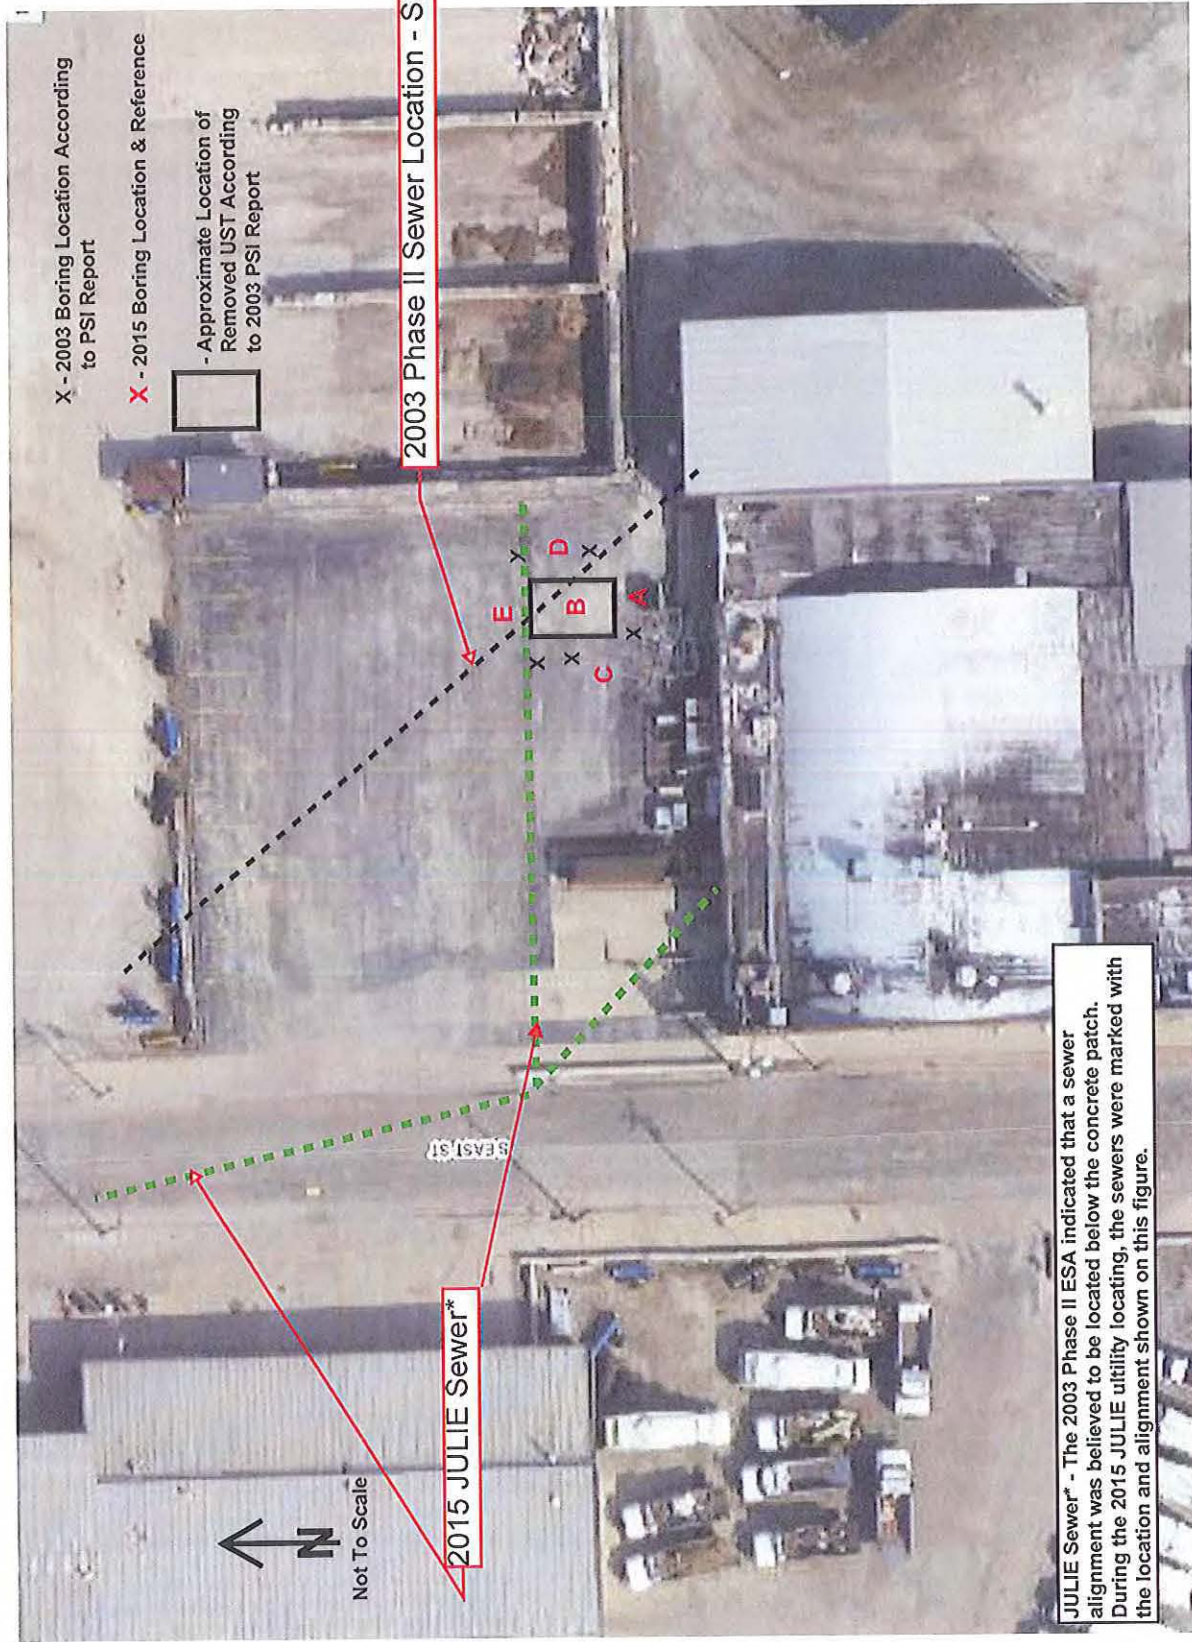 X - 2003 Boring Location According
to PSI Report
X - 2015 Boring Location & Reference
- Approximate Location of
Removed UST According
to 2003 PSI Report
2003 Phase II Sewer Location - S
X
D
X
E
B
A
X
X
X
C
S EAST ST
2015 JULIE Sewer*
N
Not To Scale
JULIE Sewer* - The 2003 Phase II ESA indicated that a sewer
alignment was believed to be located below the concrete patch.
During the 2015 JULIE ultility locating, the sewers were marked with
the location and alignment shown on this figure.